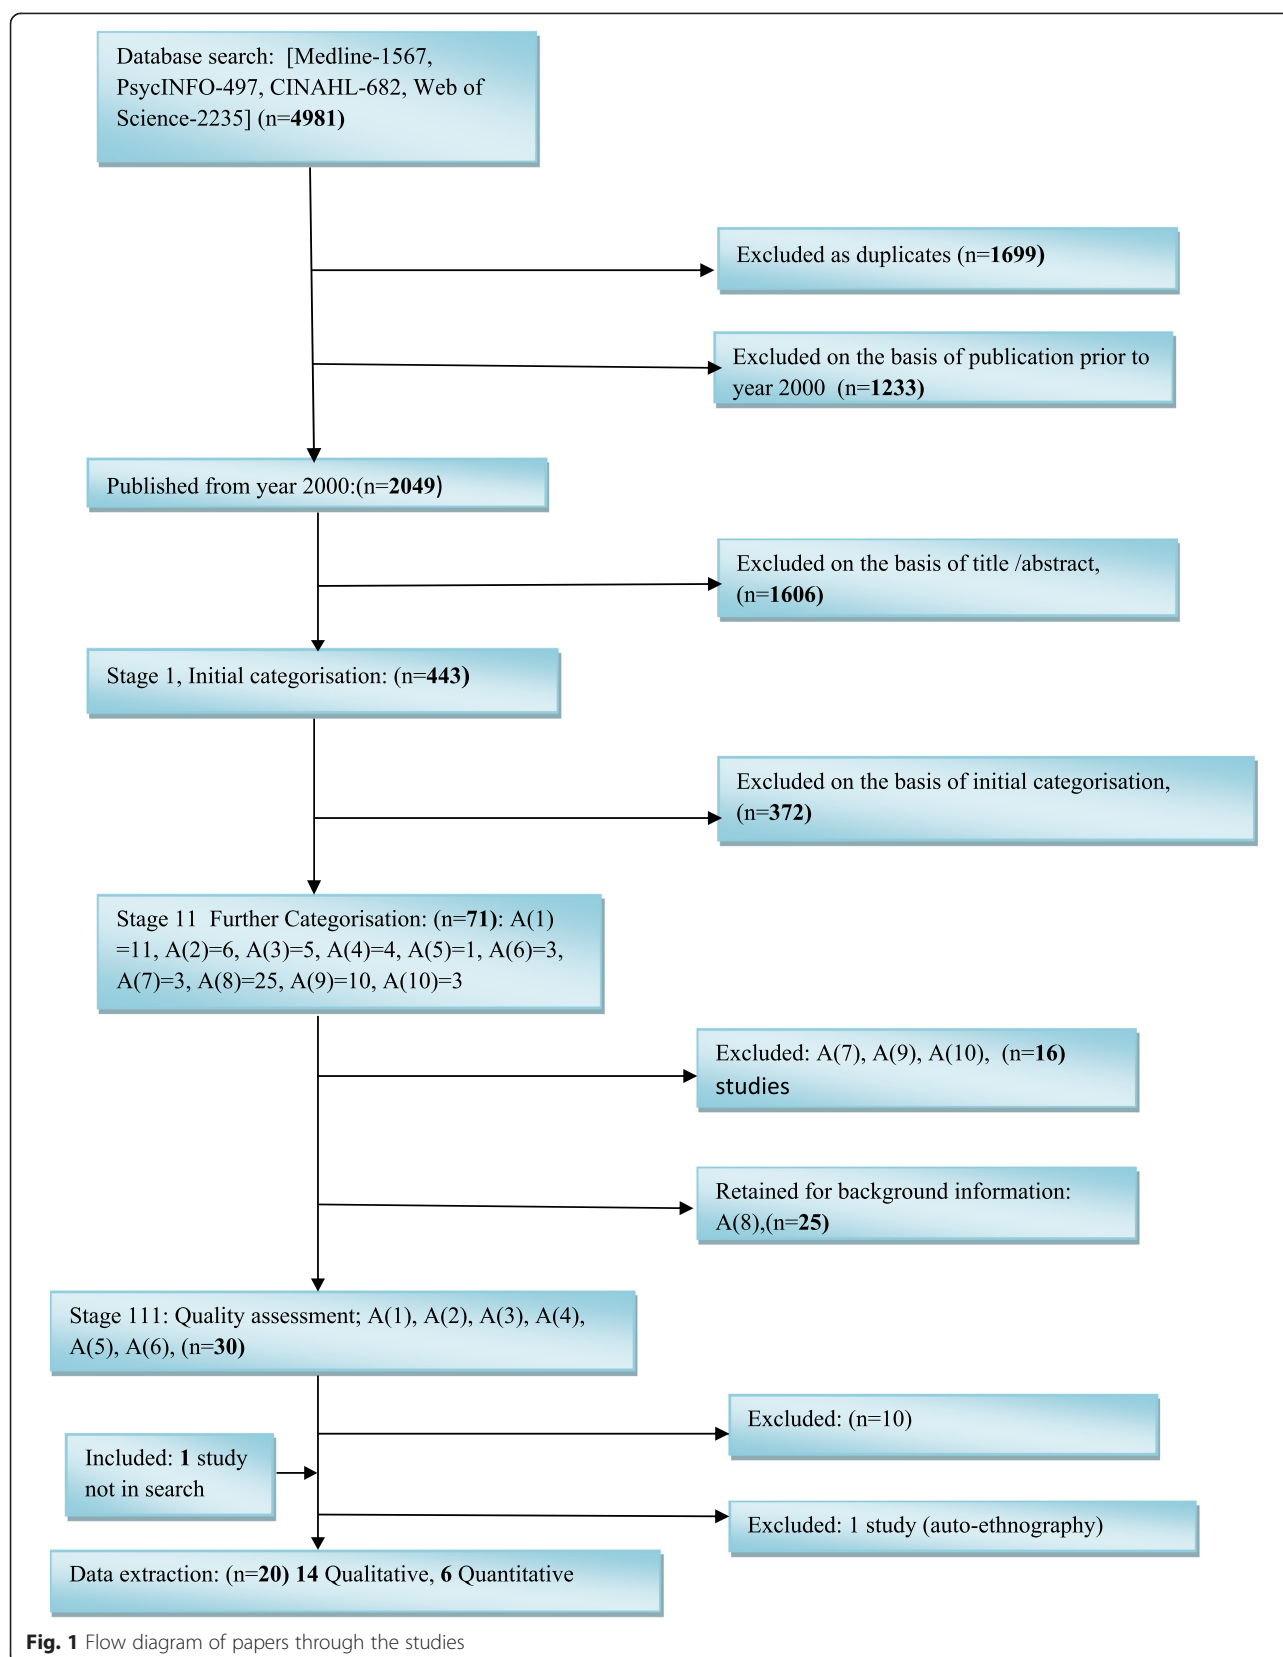 Database search: [Medline-1567,
PsycINFO-497, CINAHL-682, Web of
Science-2235] (n=4981)
Excluded as duplicates (n=1699)
Excluded on the basis of publication prior to
year 2000 (n=1233)
Published from year 2000:(n=2049)
Excluded on the basis of title /abstract,
(n=1606)
Stage 1, Initial categorisation: (n=443)
Excluded on the basis of initial categorisation,
(n=372)
Stage 11 Further Categorisation: (n=71): A(1)
=11, A(2)=6, A(3)=5, A(4)=4, A(5)=1, A(6)=3,
A(7)=3, A(8)=25, A(9)=10, A(10)=3
Excluded: A(7), A(9), A(10), (n=16)
studies
Retained for background information:
A(8),(n=25)
Stage 111: Quality assessment; A(1), A(2), A(3), A(4),
A(5), A(6), (n=30)
Excluded: (n=10)
Included: 1 study
not in search
Excluded: 1 study (auto-ethnography)
Data extraction: (n=20) 14 Qualitative, 6 Quantitative
Fig. 1 Flow diagram of papers through the studies